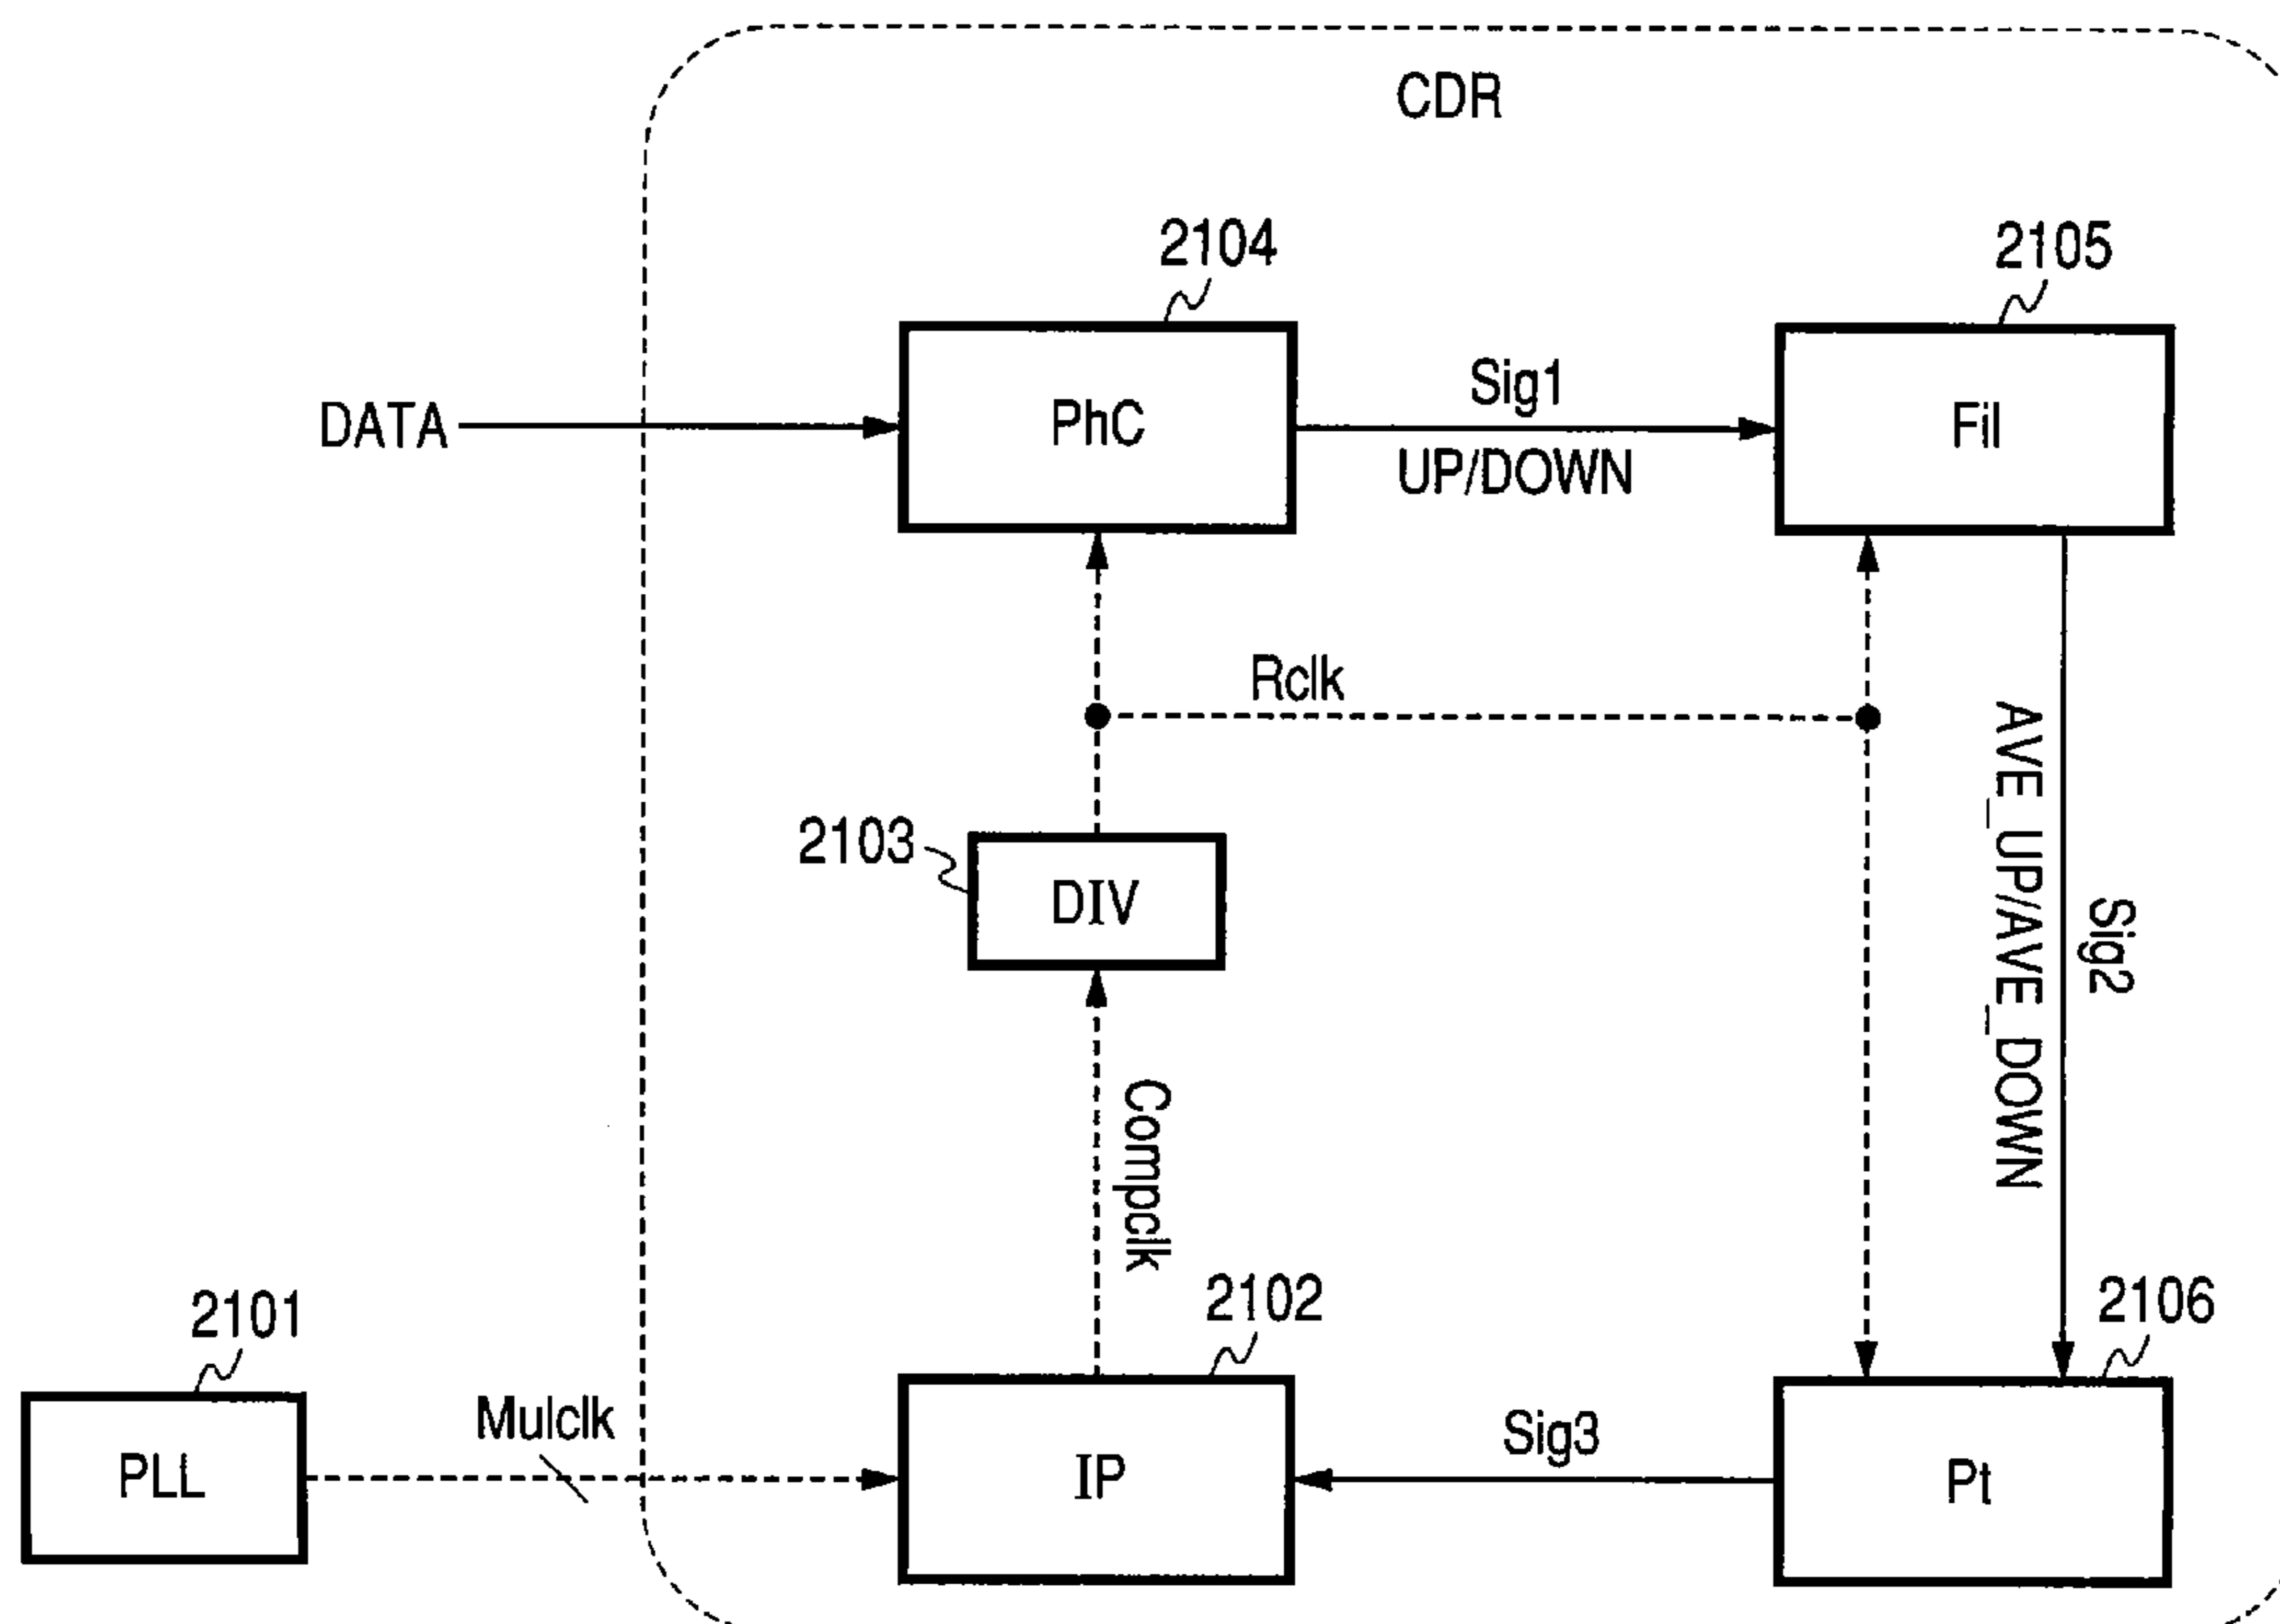 CDR
2104
2105
DATA
PhC
Sig1
UP/DOWN
Fil
Rclk
AVE_UP/AVE_DOWN
Sig2
2103
DIV
Compclk
2101
2102
2106
PLL
Mulclk
IP
Sig3
Pt